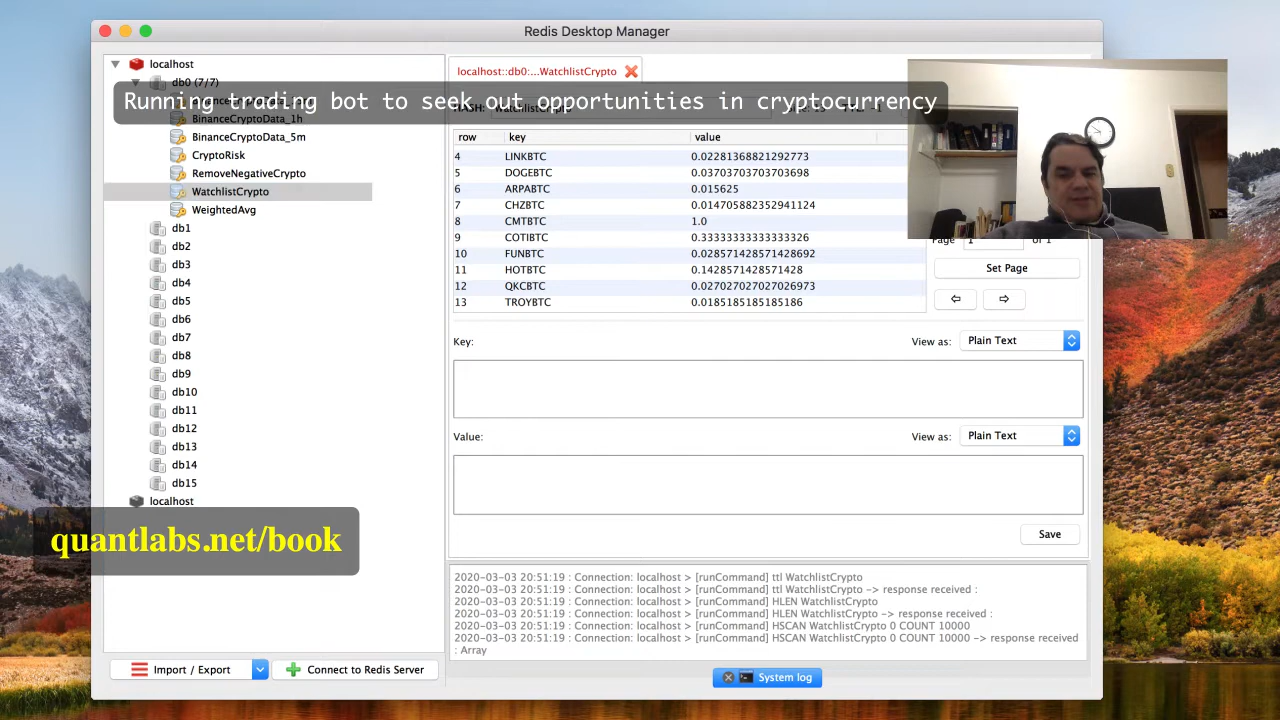 Redis Desktop Manager
localhost
db0 (7/7)
Running trading bot to seek out opportunities in cryptocurrency
BinanceCryptoData_1h
BinanceCryptoData_5m
CryptoRisk
RemoveNegativeCrypto
WatchlistCrypto
WeightedAvg
db1
db2
db3
db4
db5
db6
db7
db8
db9
db10
db11
db12
db13
db14
db15
localhost
quantlabs.net/book
Import / Export
Connect to Redis Server
localhost::db0:...WatchlistCrypto
HASH:
row key value
4 LINKBTC 0.02281368821292773
5 DOGEBTC 0.03703703703703698
6 ARPABTC 0.015625
7 CHZBTC 0.014705882352941124
8 CMTBTC 1.0
9 COTIBTC 0.33333333333333326
10 FUNBTC 0.028571428571428692
11 HOTBTC 0.1428571428571428
12 QKCBTC 0.027027027027026973
13 TROYBTC 0.0185185185185186
Page 1 of 1
Set Page
Key:
View as: Plain Text
Value:
View as: Plain Text
Save
2020-03-03 20:51:19 : Connection: localhost > [runCommand] ttl WatchlistCrypto
2020-03-03 20:51:19 : Connection: localhost > [runCommand] ttl WatchlistCrypto -> response received :
2020-03-03 20:51:19 : Connection: localhost > [runCommand] HLEN WatchlistCrypto
2020-03-03 20:51:19 : Connection: localhost > [runCommand] HLEN WatchlistCrypto -> response received :
2020-03-03 20:51:19 : Connection: localhost > [runCommand] HSCAN WatchlistCrypto 0 COUNT 10000
2020-03-03 20:51:19 : Connection: localhost > [runCommand] HSCAN WatchlistCrypto 0 COUNT 10000 -> response received
: Array
System log